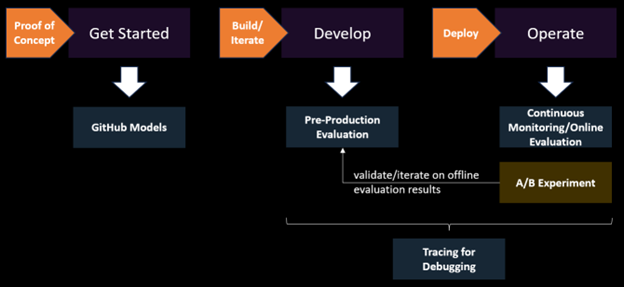 Proof of
Concept
Get Started
Build/
Iterate
Develop
Deploy
Operate
GitHub Models
Pre-Production
Evaluation
Continuous
Monitoring/Online
Evaluation
validate/iterate on offline
evaluation results
A/B Experiment
Tracing for
Debugging